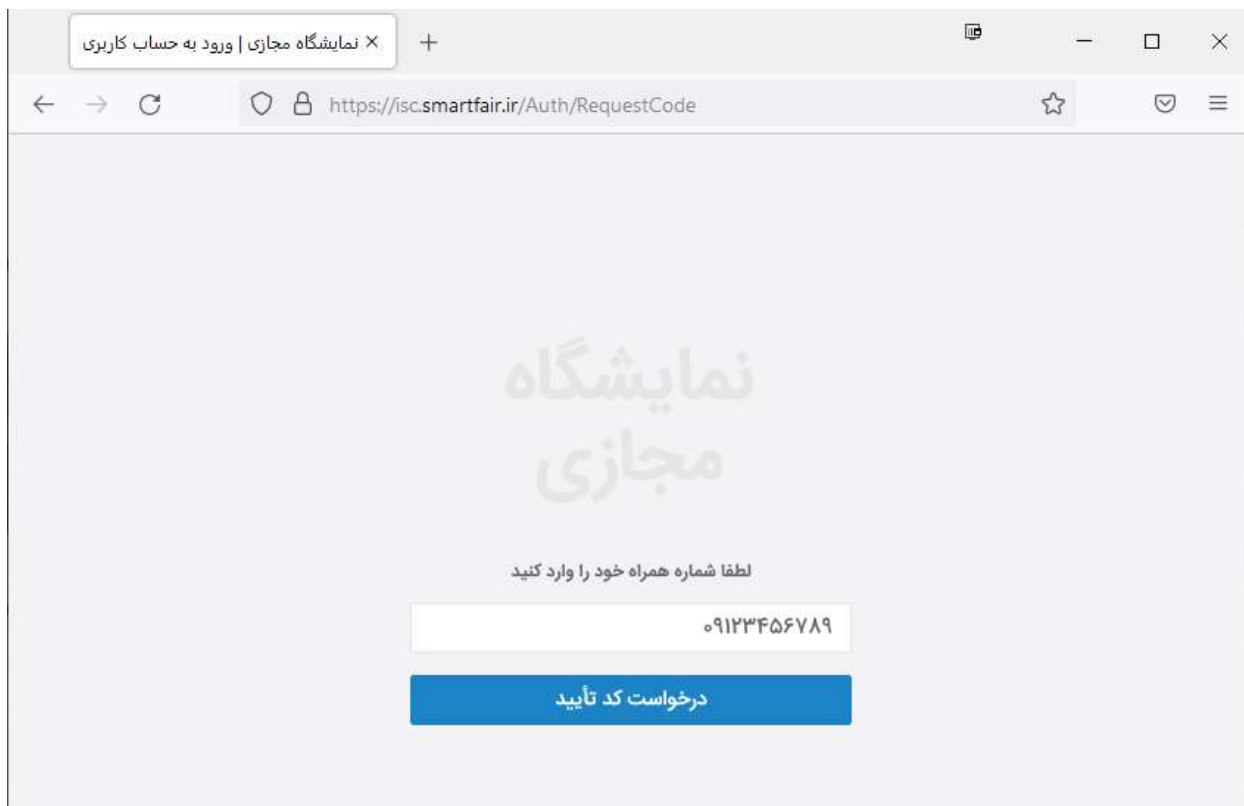 نمایشگاه مجازی | ورود به حساب کاربری
https://isc.smartfair.ir/Auth/RequestCode
نمایشگاه
مجازی
لطفا شماره همراه خود را وارد کنید
۰۹۱۲۳۴۵۶۷۸۹
درخواست کد تأیید